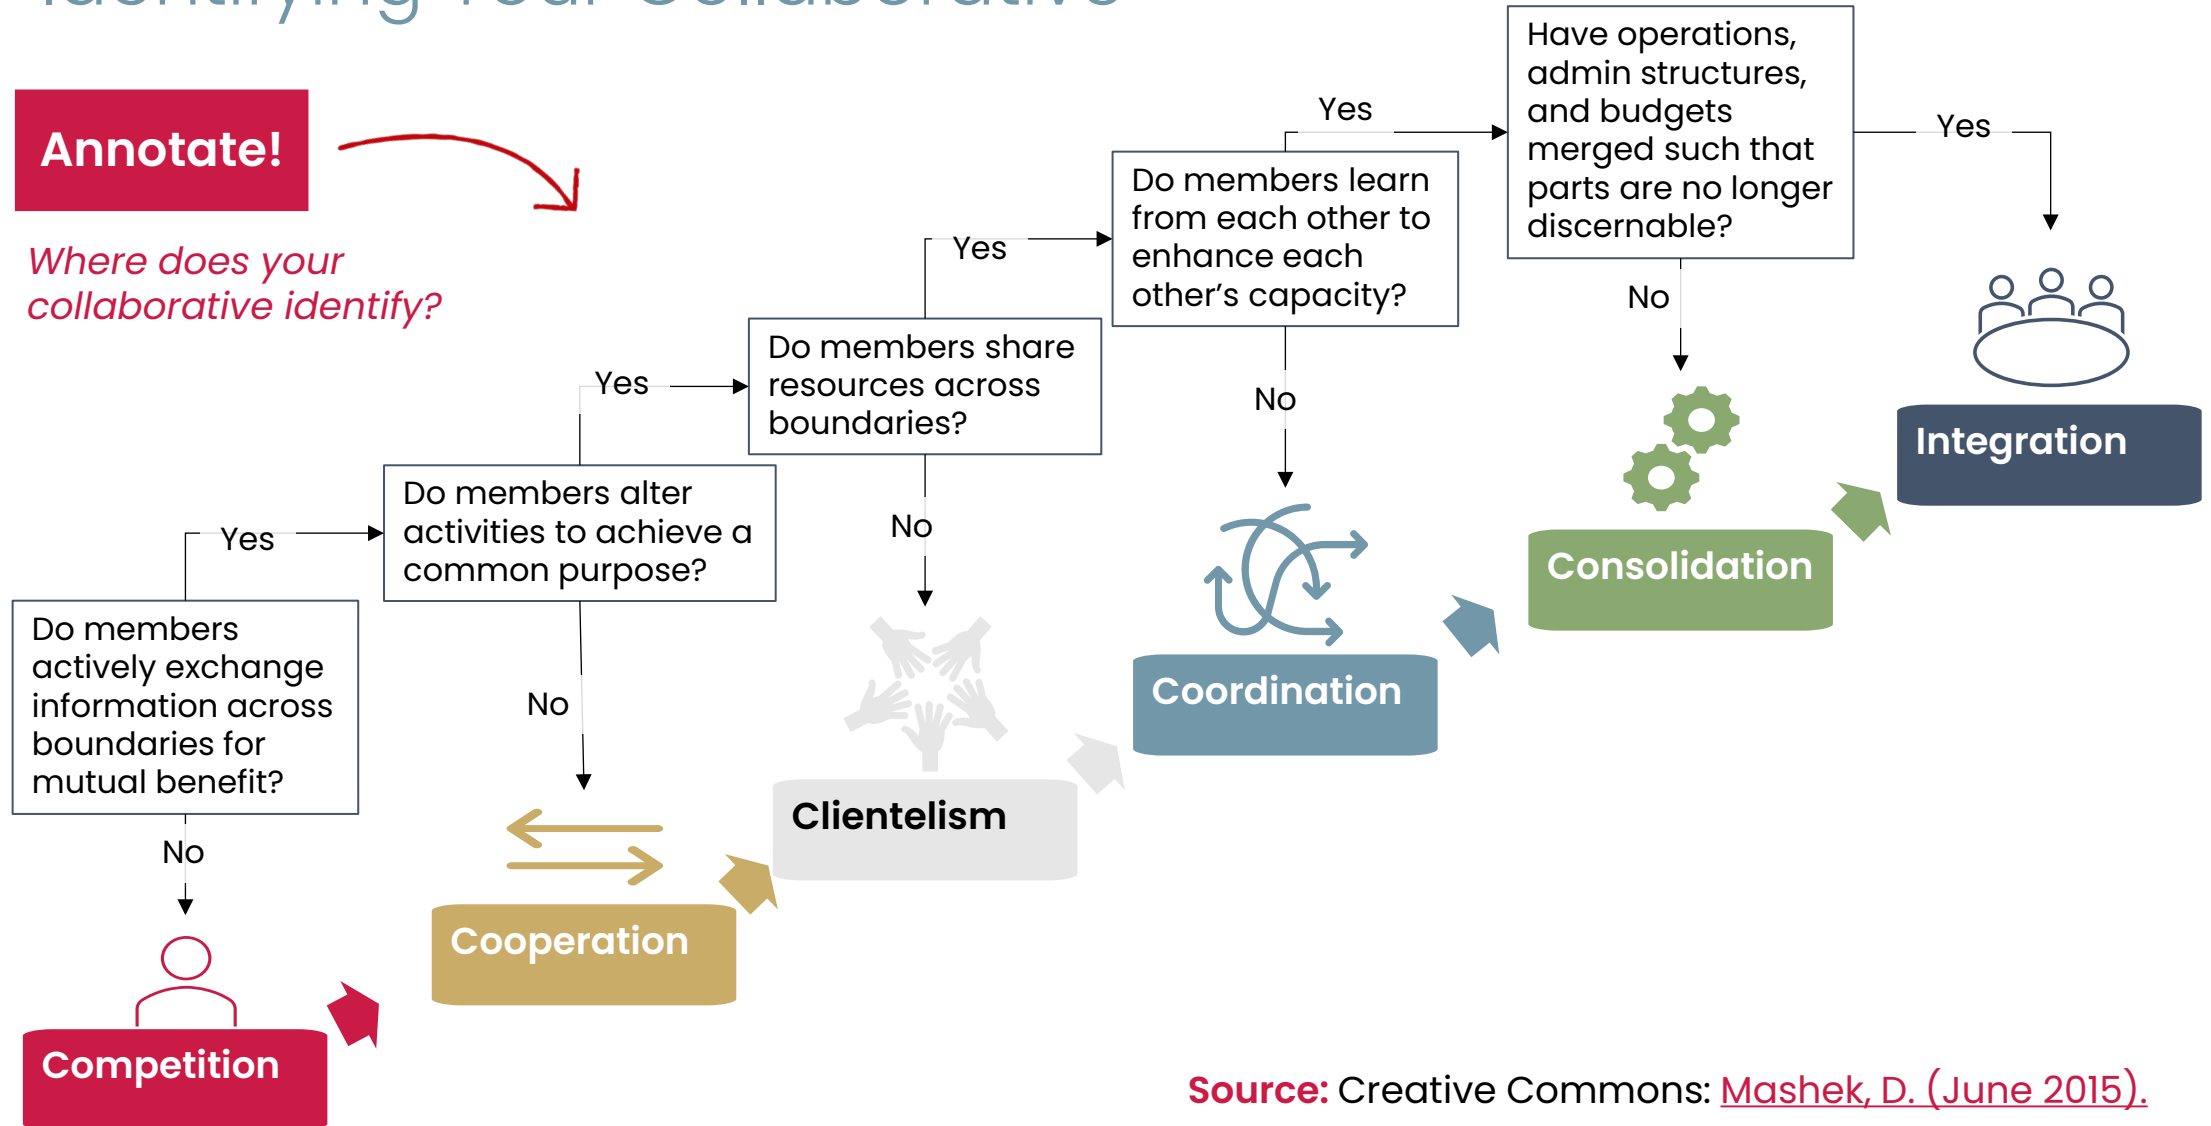 Identifying Your Collaborative
Annotate!
Where does your
collaborative identify?
Do members
actively exchange
information across
boundaries for
mutual benefit?
Yes
No
Competition
Do members alter
activities to achieve a
common purpose?
Yes
No
Cooperation
Do members share
resources across
boundaries?
Yes
No
Clientelism
Do members learn
from each other to
enhance each
other’s capacity?
Yes
No
Coordination
Have operations,
admin structures,
and budgets
merged such that
parts are no longer
discernable?
Yes
No
Consolidation
Integration
Source: Creative Commons: Mashek, D. (June 2015).